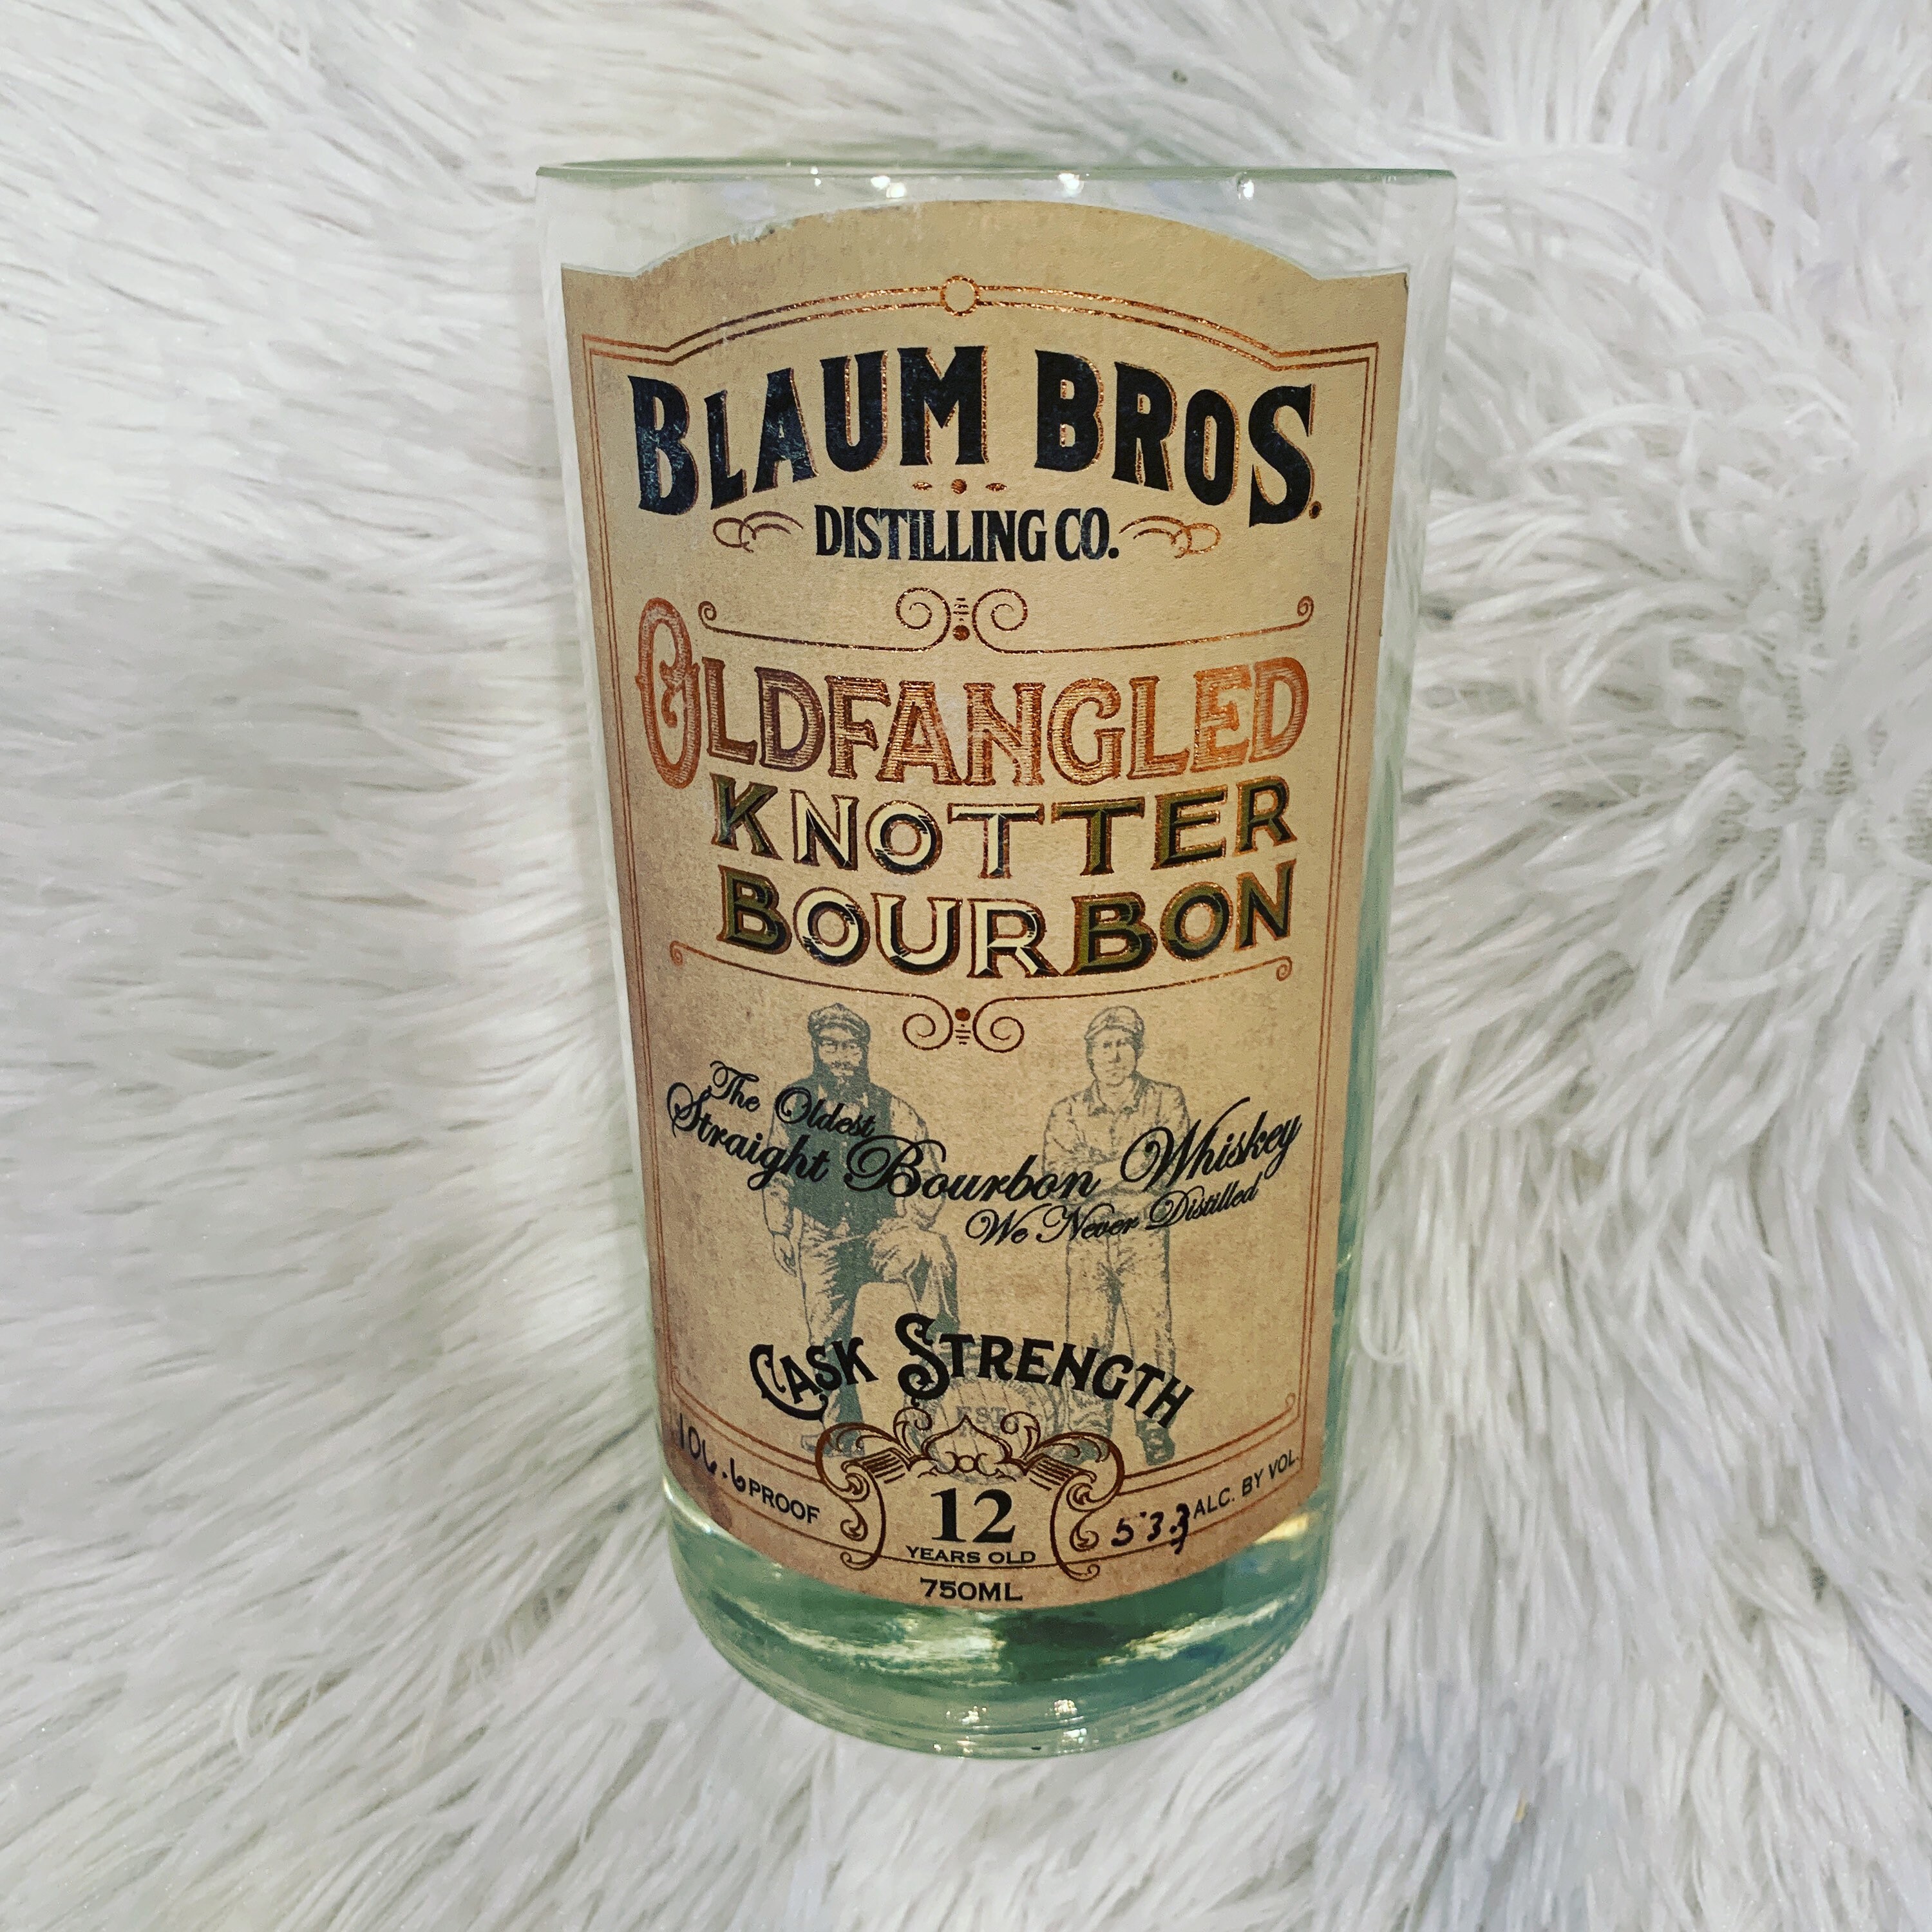 BLAUM BROS.
DISTILLING CO.
OLDFANGLED
KNOTTER
BOURBON
The Oldest
Straight Bourbon Whiskey
We Never Distilled
CASK STRENGTH
EST.
106.6 PROOF
12
YEARS OLD
53.3 ALC. BY VOL.
750ML